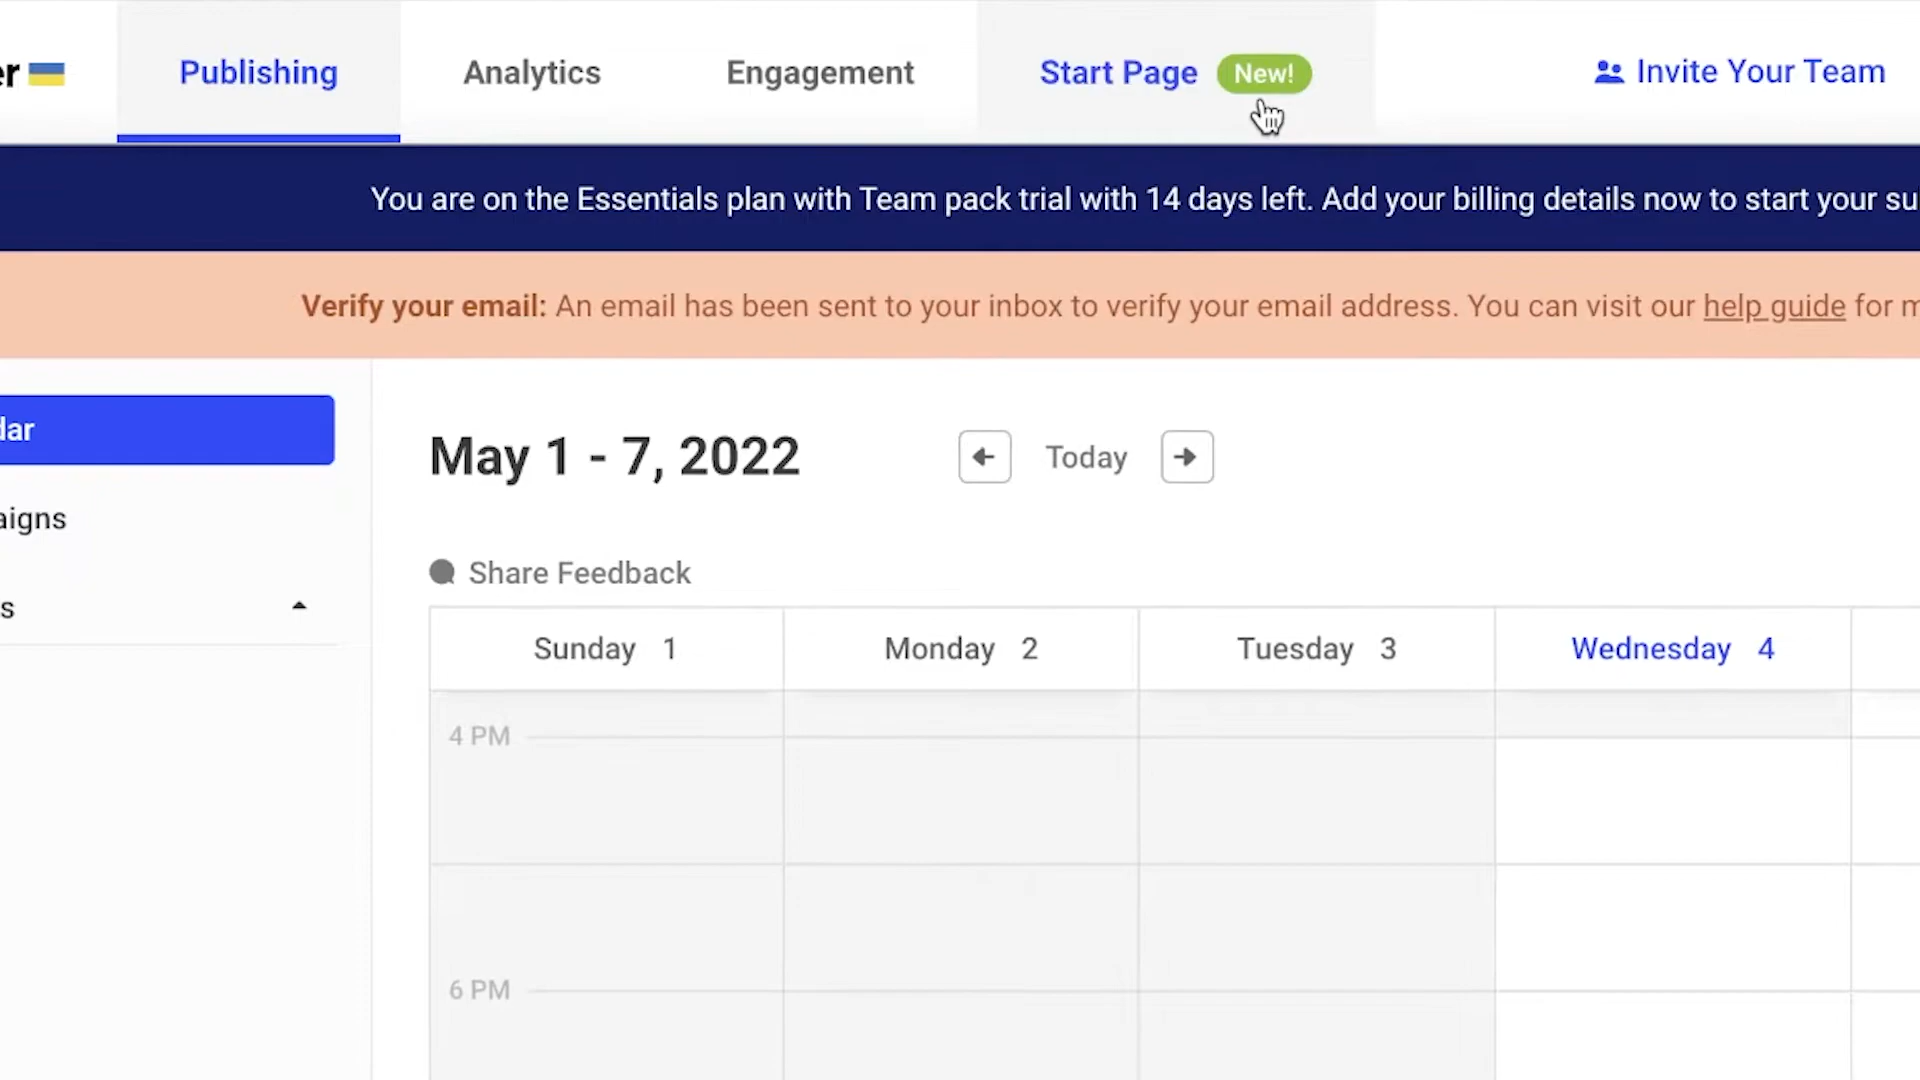 er
Publishing
Analytics
Engagement
Start Page
New!
Invite Your Team
You are on the Essentials plan with Team pack trial with 14 days left. Add your billing details now to start your su
Verify your email: An email has been sent to your inbox to verify your email address. You can visit our help guide for m
dar
aigns
s
May 1 - 7, 2022
Today
Share Feedback
Sunday 1
Monday 2
Tuesday 3
Wednesday 4
4 PM
6 PM